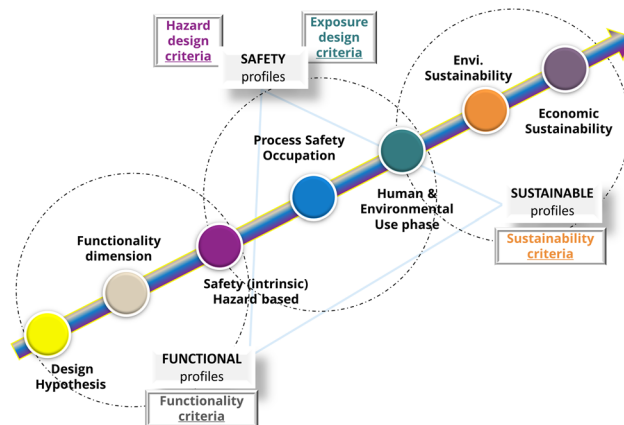 Hazard
design
criteria
Exposure
design
criteria
SAFETY
profiles
Envi.
Sustainability
Economic
Sustainability
Process Safety
Occupation
Human &
Environmental
Use phase
SUSTAINABLE
profiles
Sustainability
criteria
Functionality
dimension
Safety (intrinsic)
Hazard based
Design
Hypothesis
FUNCTIONAL
profiles
Functionality
criteria